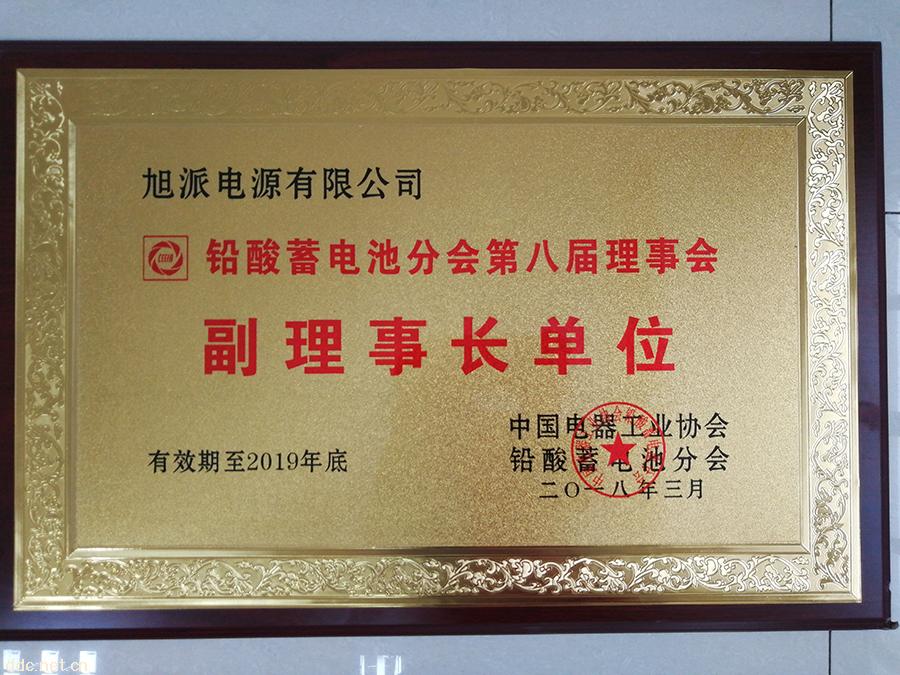 旭派电源有限公司
铅酸蓄电池分会第八届理事会
副理事长单位
有效期至2019年底
中国电器工业协会
铅酸蓄电池分会
二〇一八年三月